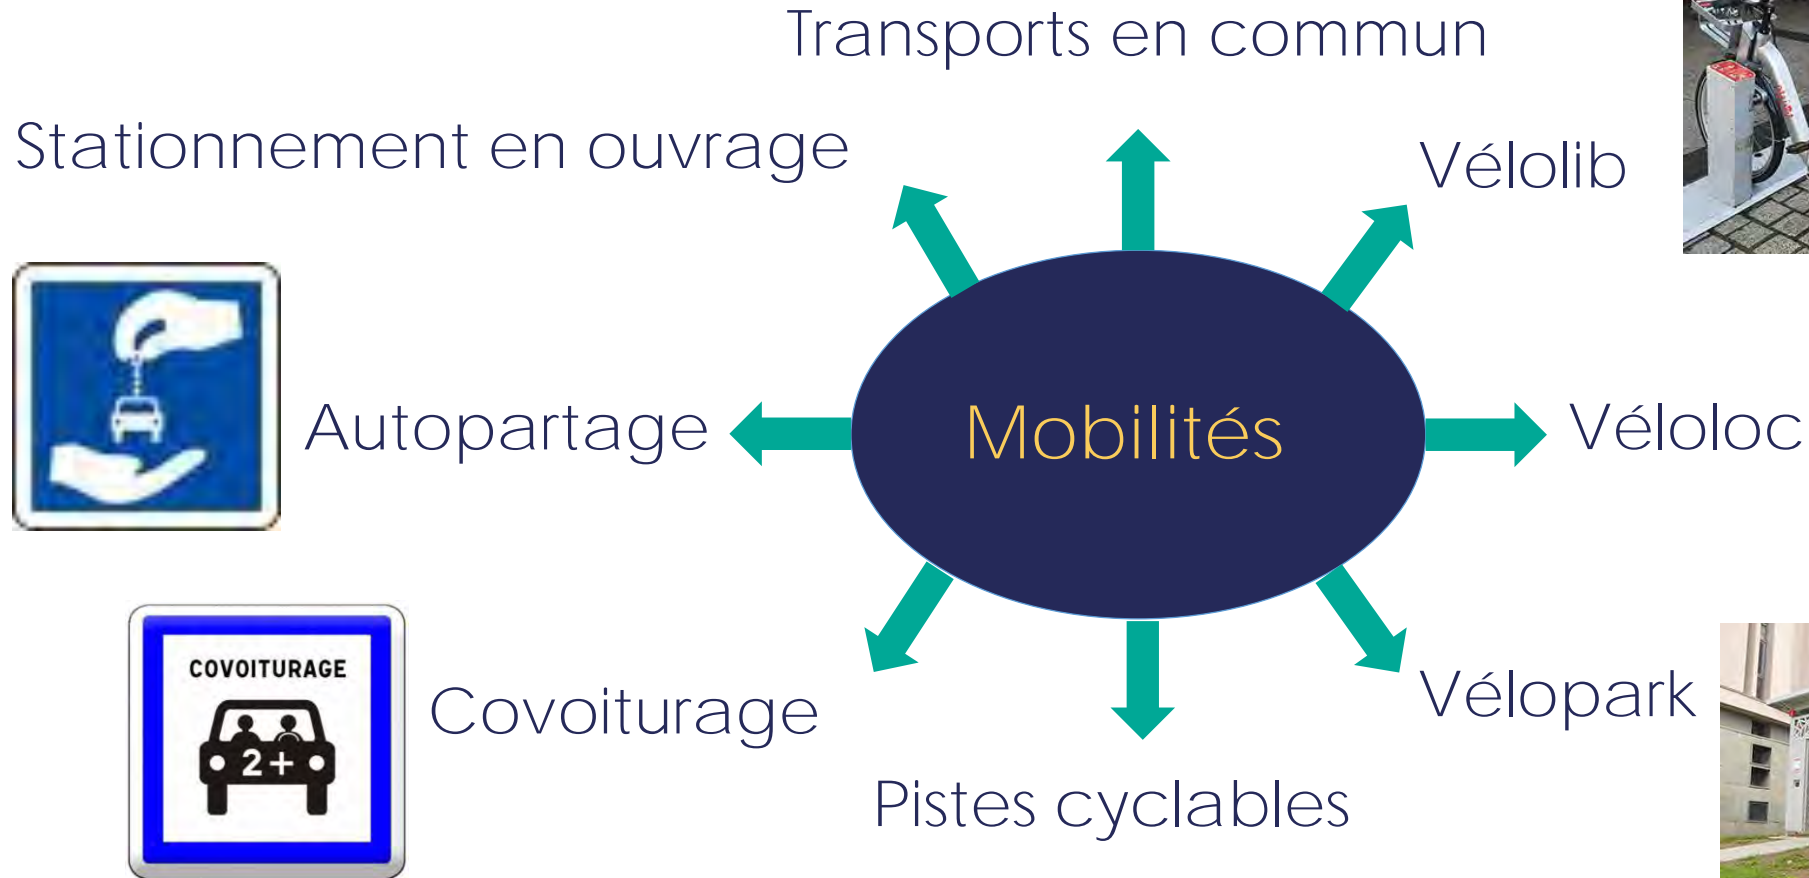 Transports en commun
Stationnement en ouvrage
Vélolib
Autopartage
Mobilités
Véloloc
COVOITURAGE
2+
Covoiturage
Vélopark
Pistes cyclables